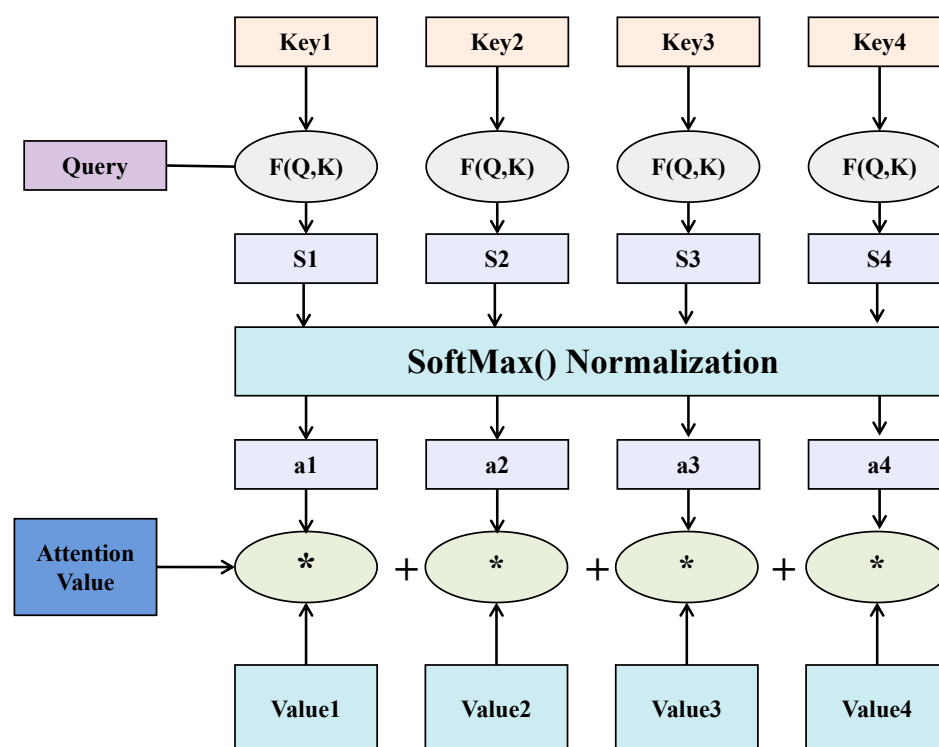 Key1 Key2 Key3 Key4
Query F(Q,K) F(Q,K) F(Q,K) F(Q,K)
S1 S2 S3 S4
SoftMax() Normalization
a1 a2 a3 a4
Attention
Value
* + * + * + *
Value1 Value2 Value3 Value4